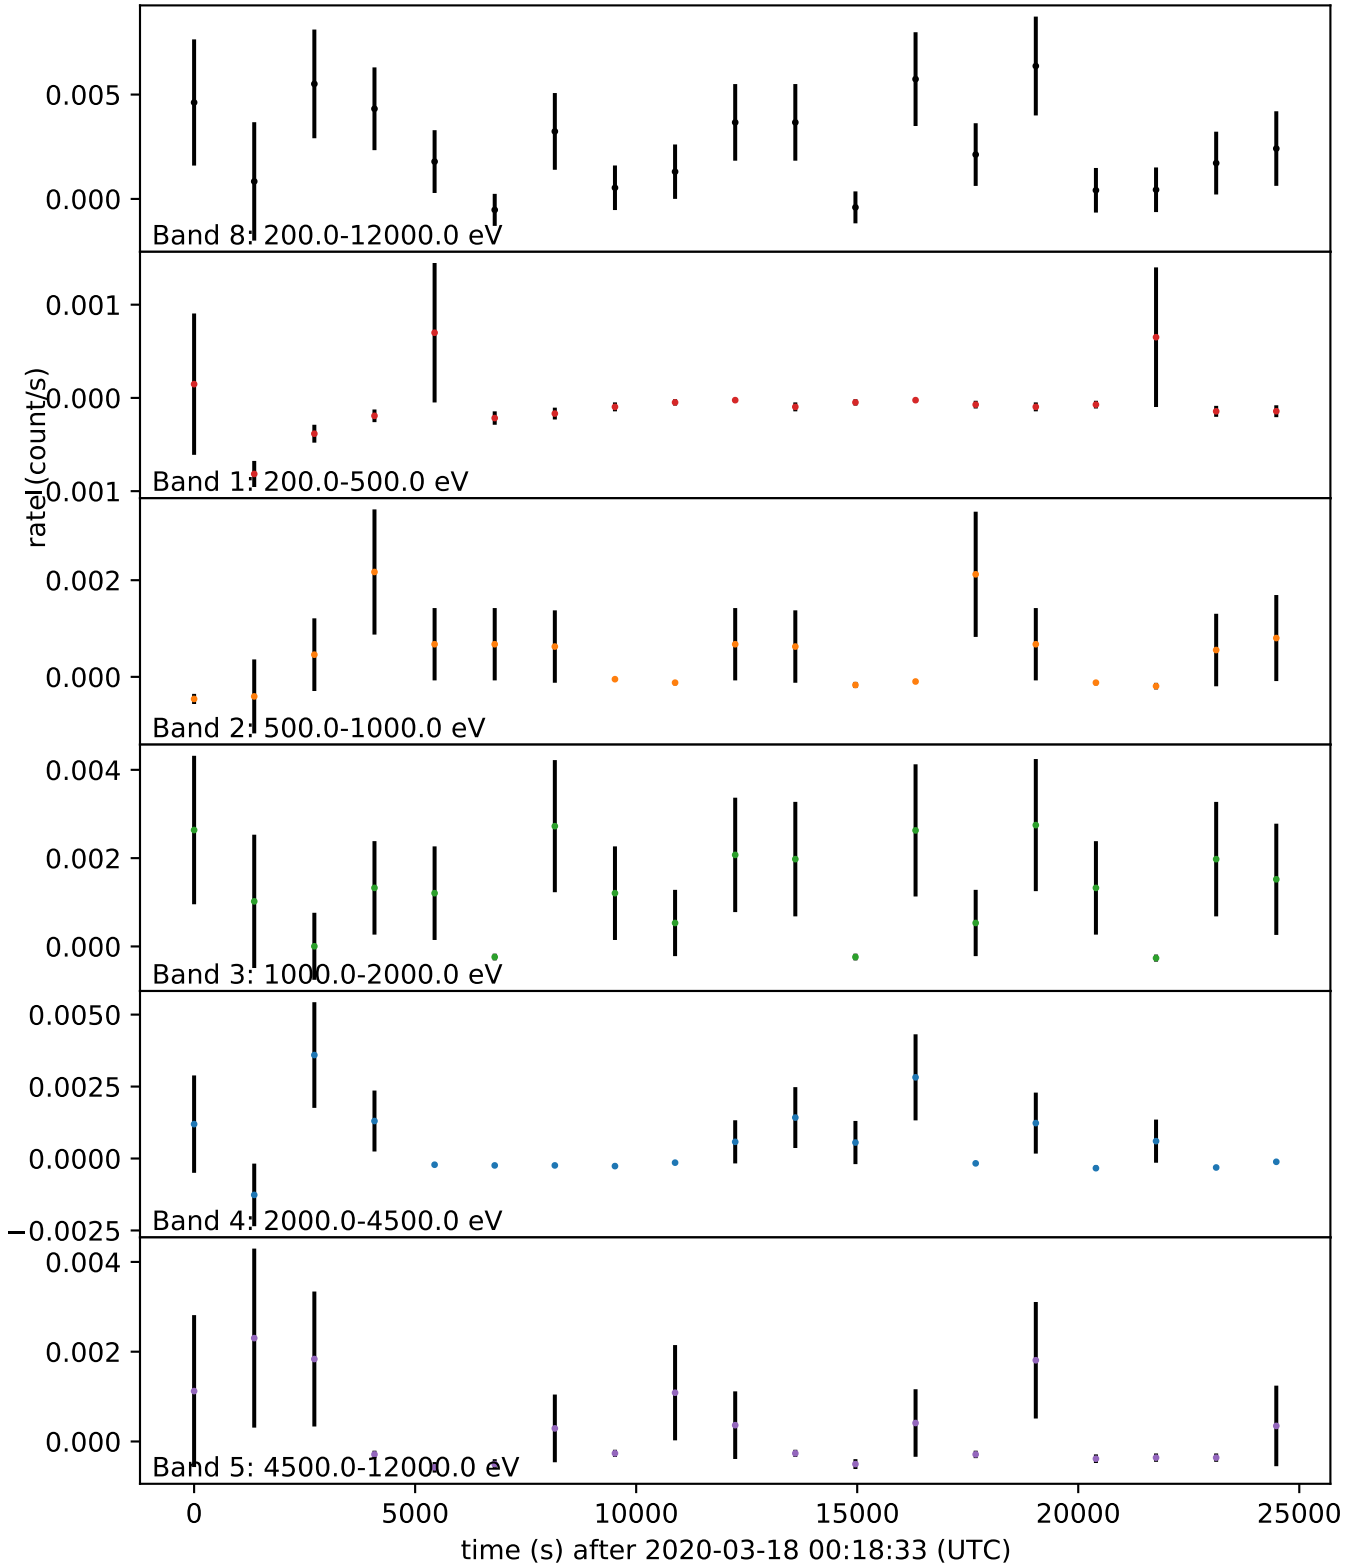 0.005
0.000
Band 8: 200.0-12000.0 eV
0.001
0.000
0.001
Band 1: 200.0-500.0 eV
rate (count/s)
0.002
0.000
Band 2: 500.0-1000.0 eV
0.004
0.002
0.000
Band 3: 1000.0-2000.0 eV
0.0050
0.0025
0.0000
−0.0025
Band 4: 2000.0-4500.0 eV
0.004
0.002
0.000
Band 5: 4500.0-12000.0 eV
0 5000 10000 15000 20000 25000
time (s) after 2020-03-18 00:18:33 (UTC)